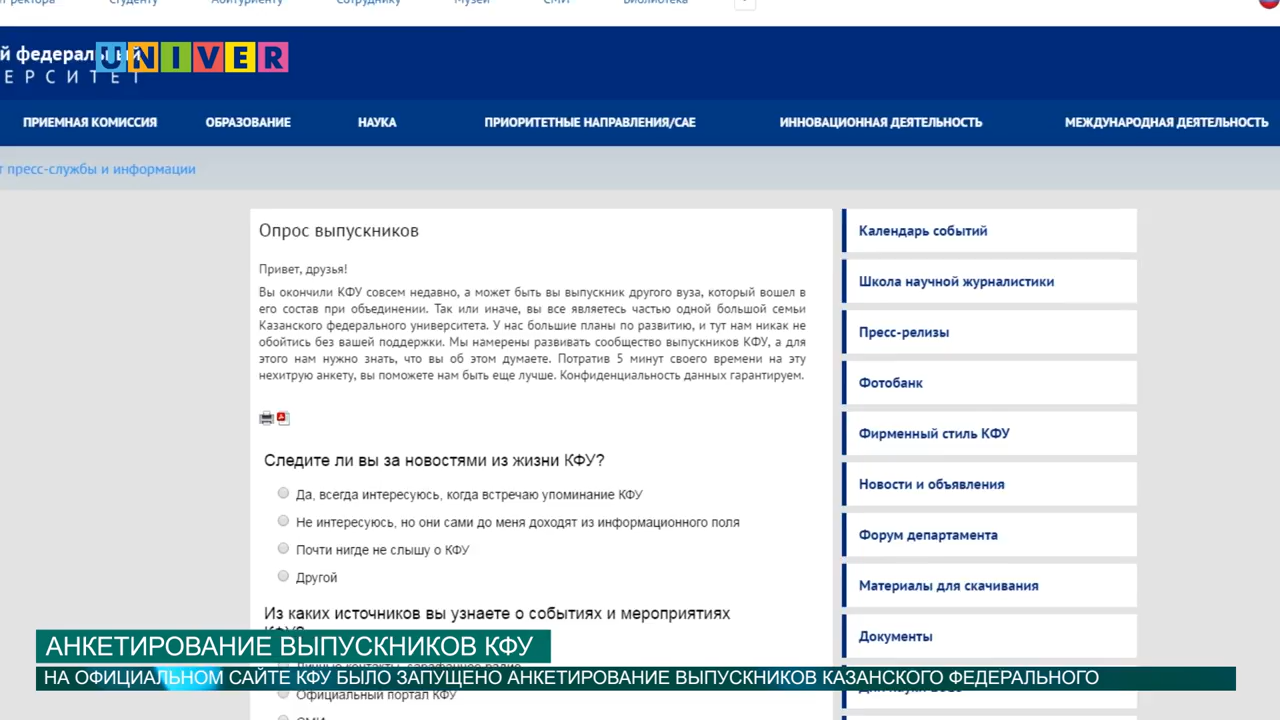 Студенту Абитуриенту Сотруднику Музеи СМИ Библиотека
й федеральный
UNIVER
ЕРСИТЕТ
ПРИЕМНАЯ КОМИССИЯ ОБРАЗОВАНИЕ НАУКА ПРИОРИТЕТНЫЕ НАПРАВЛЕНИЯ/САЕ ИННОВАЦИОННАЯ ДЕЯТЕЛЬНОСТЬ МЕЖДУНАРОДНАЯ ДЕЯТЕЛЬНОСТЬ
т пресс-службы и информации
Опрос выпускников
Привет, друзья!
Вы окончили КФУ совсем недавно, а может быть вы выпускник другого вуза, который вошел в
его состав при объединении. Так или иначе, вы все являетесь частью одной большой семьи
Казанского федерального университета. У нас большие планы по развитию, и тут нам никак не
обойтись без вашей поддержки. Мы намерены развивать сообщество выпускников КФУ, а для
этого нам нужно знать, что вы об этом думаете. Потратив 5 минут своего времени на эту
нехитрую анкету, вы поможете нам быть еще лучше. Конфиденциальность данных гарантируем.
Следите ли вы за новостями из жизни КФУ?
Да, всегда интересуюсь, когда встречаю упоминание КФУ
Не интересуюсь, но они сами до меня доходят из информационного поля
Почти нигде не слышу о КФУ
Другой
Из каких источников вы узнаете о событиях и мероприятиях
Официальный портал КФУ
СМИ
Календарь событий
Школа научной журналистики
Пресс-релизы
Фотобанк
Фирменный стиль КФУ
Новости и объявления
Форум департамента
Материалы для скачивания
Документы
АНКЕТИРОВАНИЕ ВЫПУСКНИКОВ КФУ
НА ОФИЦИАЛЬНОМ САЙТЕ КФУ БЫЛО ЗАПУЩЕНО АНКЕТИРОВАНИЕ ВЫПУСКНИКОВ КАЗАНСКОГО ФЕДЕРАЛЬНОГО